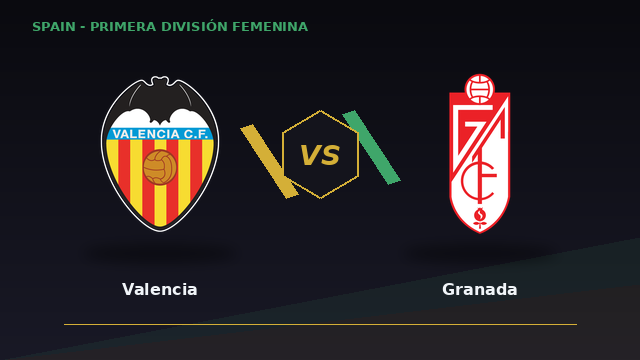 SPAIN - PRIMERA DIVISIÓN FEMENINA
VALENCIA C.F.
VS
Valencia
Granada